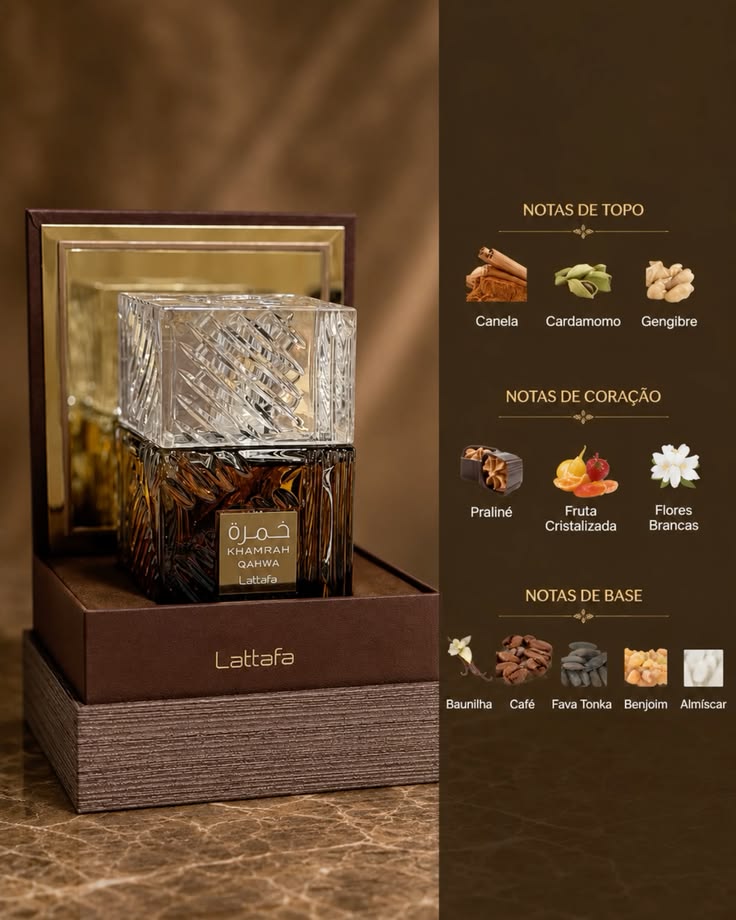 خمرة
KHAMRAH
QAHWA
Lattafa
Lattafa
NOTAS DE TOPO
Canela
Cardamomo
Gengibre
NOTAS DE CORAÇÃO
Praliné
Fruta
Cristalizada
Flores
Brancas
NOTAS DE BASE
Baunilha
Café
Fava Tonka
Benjoim
Almíscar